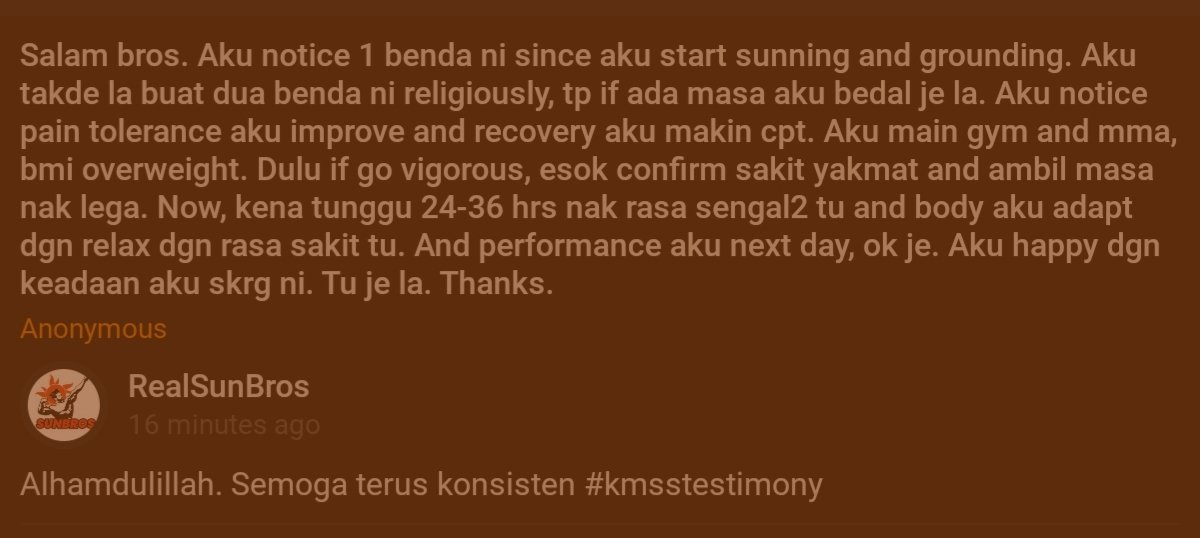 Salam bros. Aku notice 1 benda ni since aku start sunning and grounding. Aku
takde la buat dua benda ni religiously, tp if ada masa aku bedal je la. Aku notice
pain tolerance aku improve and recovery aku makin cpt. Aku main gym and mma,
bmi overweight. Dulu if go vigorous, esok confirm sakit yakmat and ambil masa
nak lega. Now, kena tunggu 24-36 hrs nak rasa sengal2 tu and body aku adapt
dgn relax dgn rasa sakit tu. And performance aku next day, ok je. Aku happy dgn
keadaan aku skrg ni. Tu je la. Thanks.
Anonymous
RealSunBros
SUNBROS
16 minutes ago
Alhamdulillah. Semoga terus konsisten #kmsstestimony